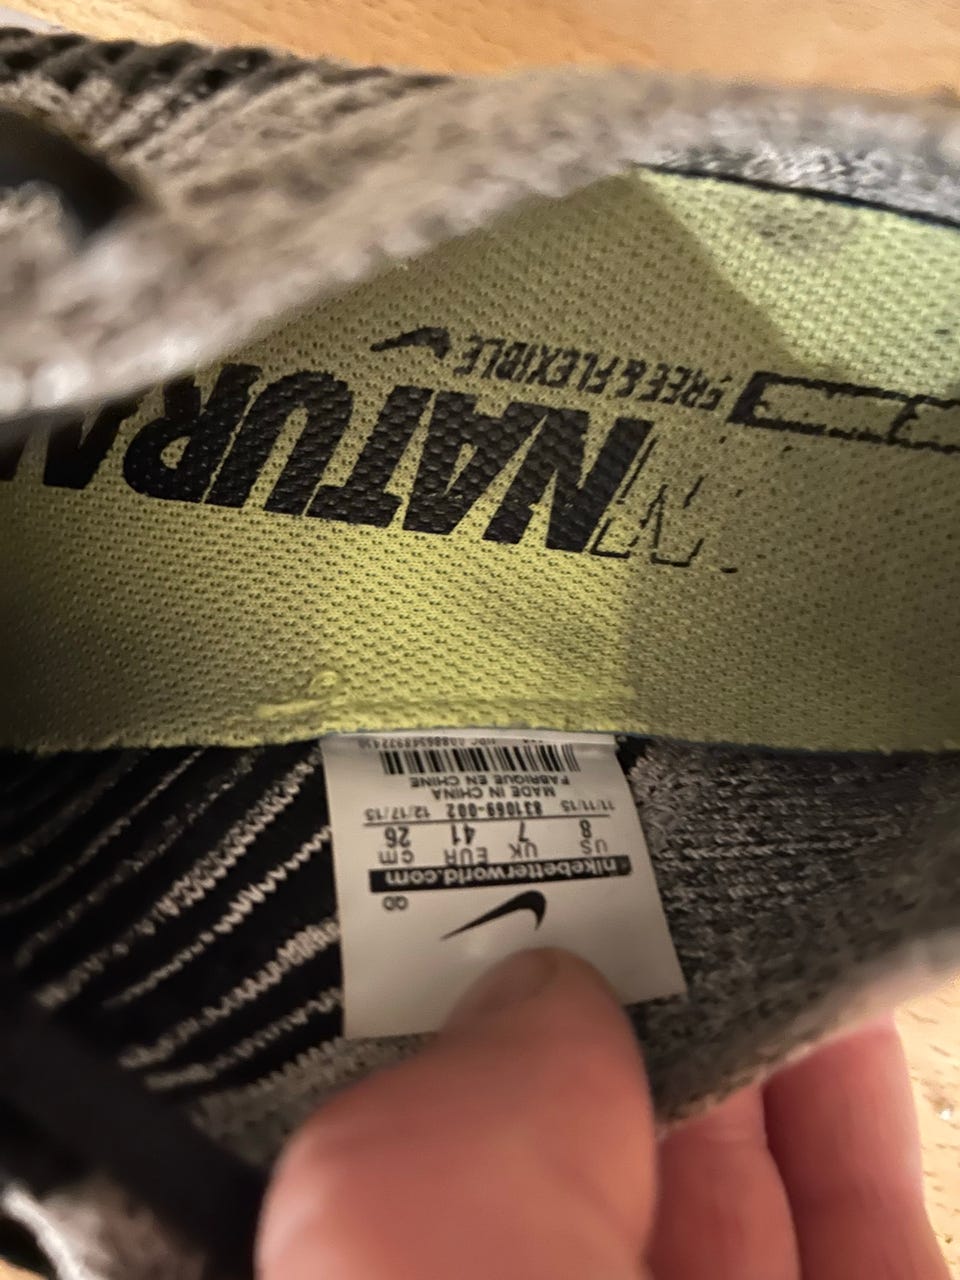 QD
nikebetterworld.com
US UK EUR CM
8 7 41 26
11/11/15 831069-002 12/17/15
MADE IN CHINA
FABRIQUE EN CHINE
NATURA
FREE & FLEXIBLE